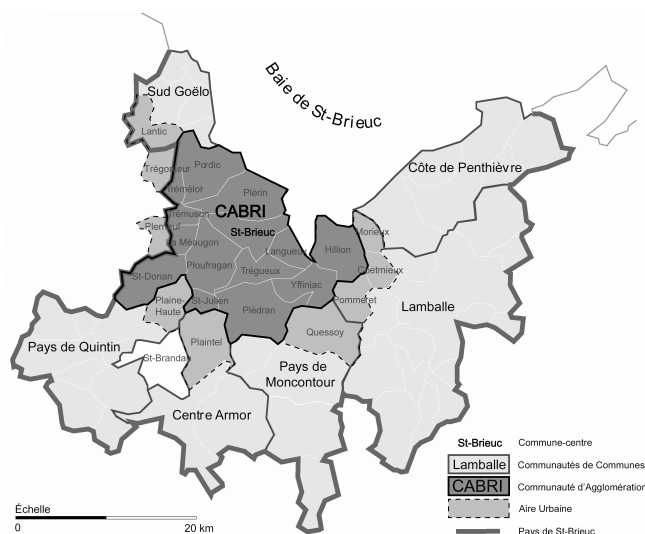 Baie de St-Brieuc
Sud Goëlo
Lantic
Trégomeur
Pordic
Trémélor
Plérin
Côte de Penthièvre
Trémuson
CABRI
Plerneuf
St-Brieuc
Morieux
La Méaugon
Langueux
Hillion
Ploufragan
Trégueux
Coetmieux
St-Donan
Yffiniac
Plaine-
Haute
St-Julien
Pommeret
Plédran
Lamballe
Quessoy
Pays de Quintin
Plaintel
St-Brandan
Pays de
Moncontour
Centre Armor
St-Brieuc Commune-centre
Lamballe Communautés de Communes
CABRI Communauté d'Agglomération
Aire Urbaine
Pays de St-Brieuc
Échelle
0 20 km